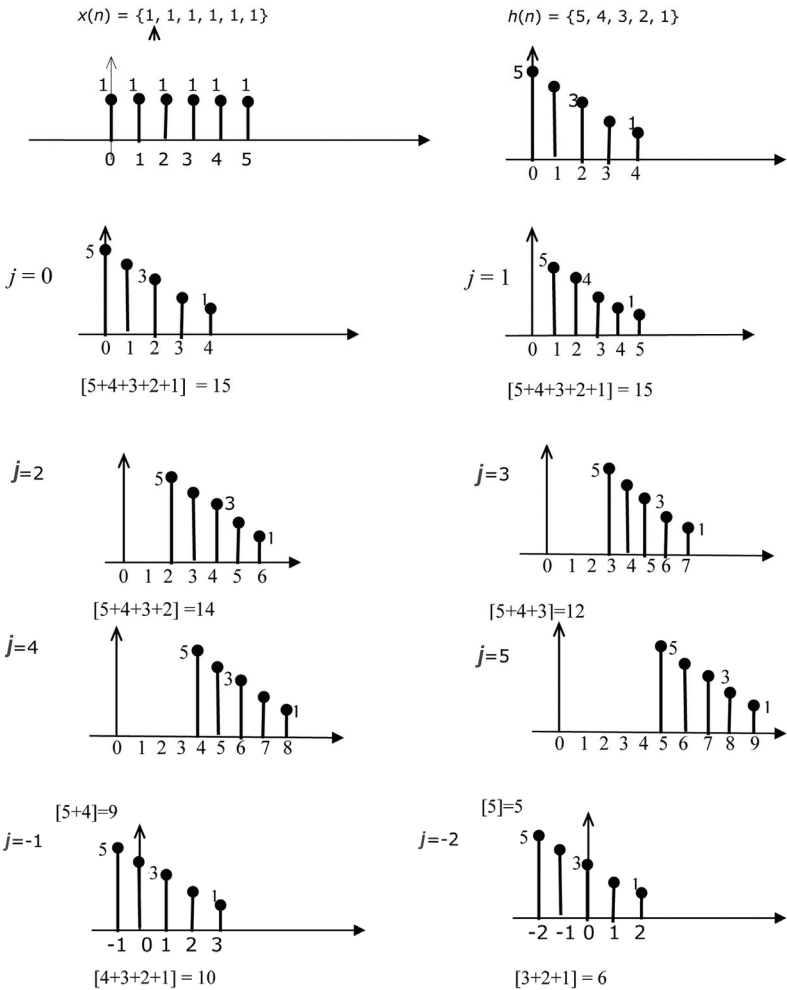 x(n) = {1, 1, 1, 1, 1, 1} h(n) = {5, 4, 3, 2, 1}
1 1 1 1 1 1
0 1 2 3 4 5
5 3 1
0 1 2 3 4
j = 0
5 3 1
0 1 2 3 4
[5+4+3+2+1] = 15
j = 1
5 4 1
0 1 2 3 4 5
[5+4+3+2+1] = 15
j=2
5 3 1
0 1 2 3 4 5 6
[5+4+3+2] =14
j=3
5 3 1
0 1 2 3 4 5 6 7
[5+4+3]=12
j=4
5 3 1
0 1 2 3 4 5 6 7 8
[5+4]=9
j=5
5 3 1
0 1 2 3 4 5 6 7 8 9
[5]=5
j=-1
5 3 1
-1 0 1 2 3
[4+3+2+1] = 10
j=-2
5 3 1
-2 -1 0 1 2
[3+2+1] = 6